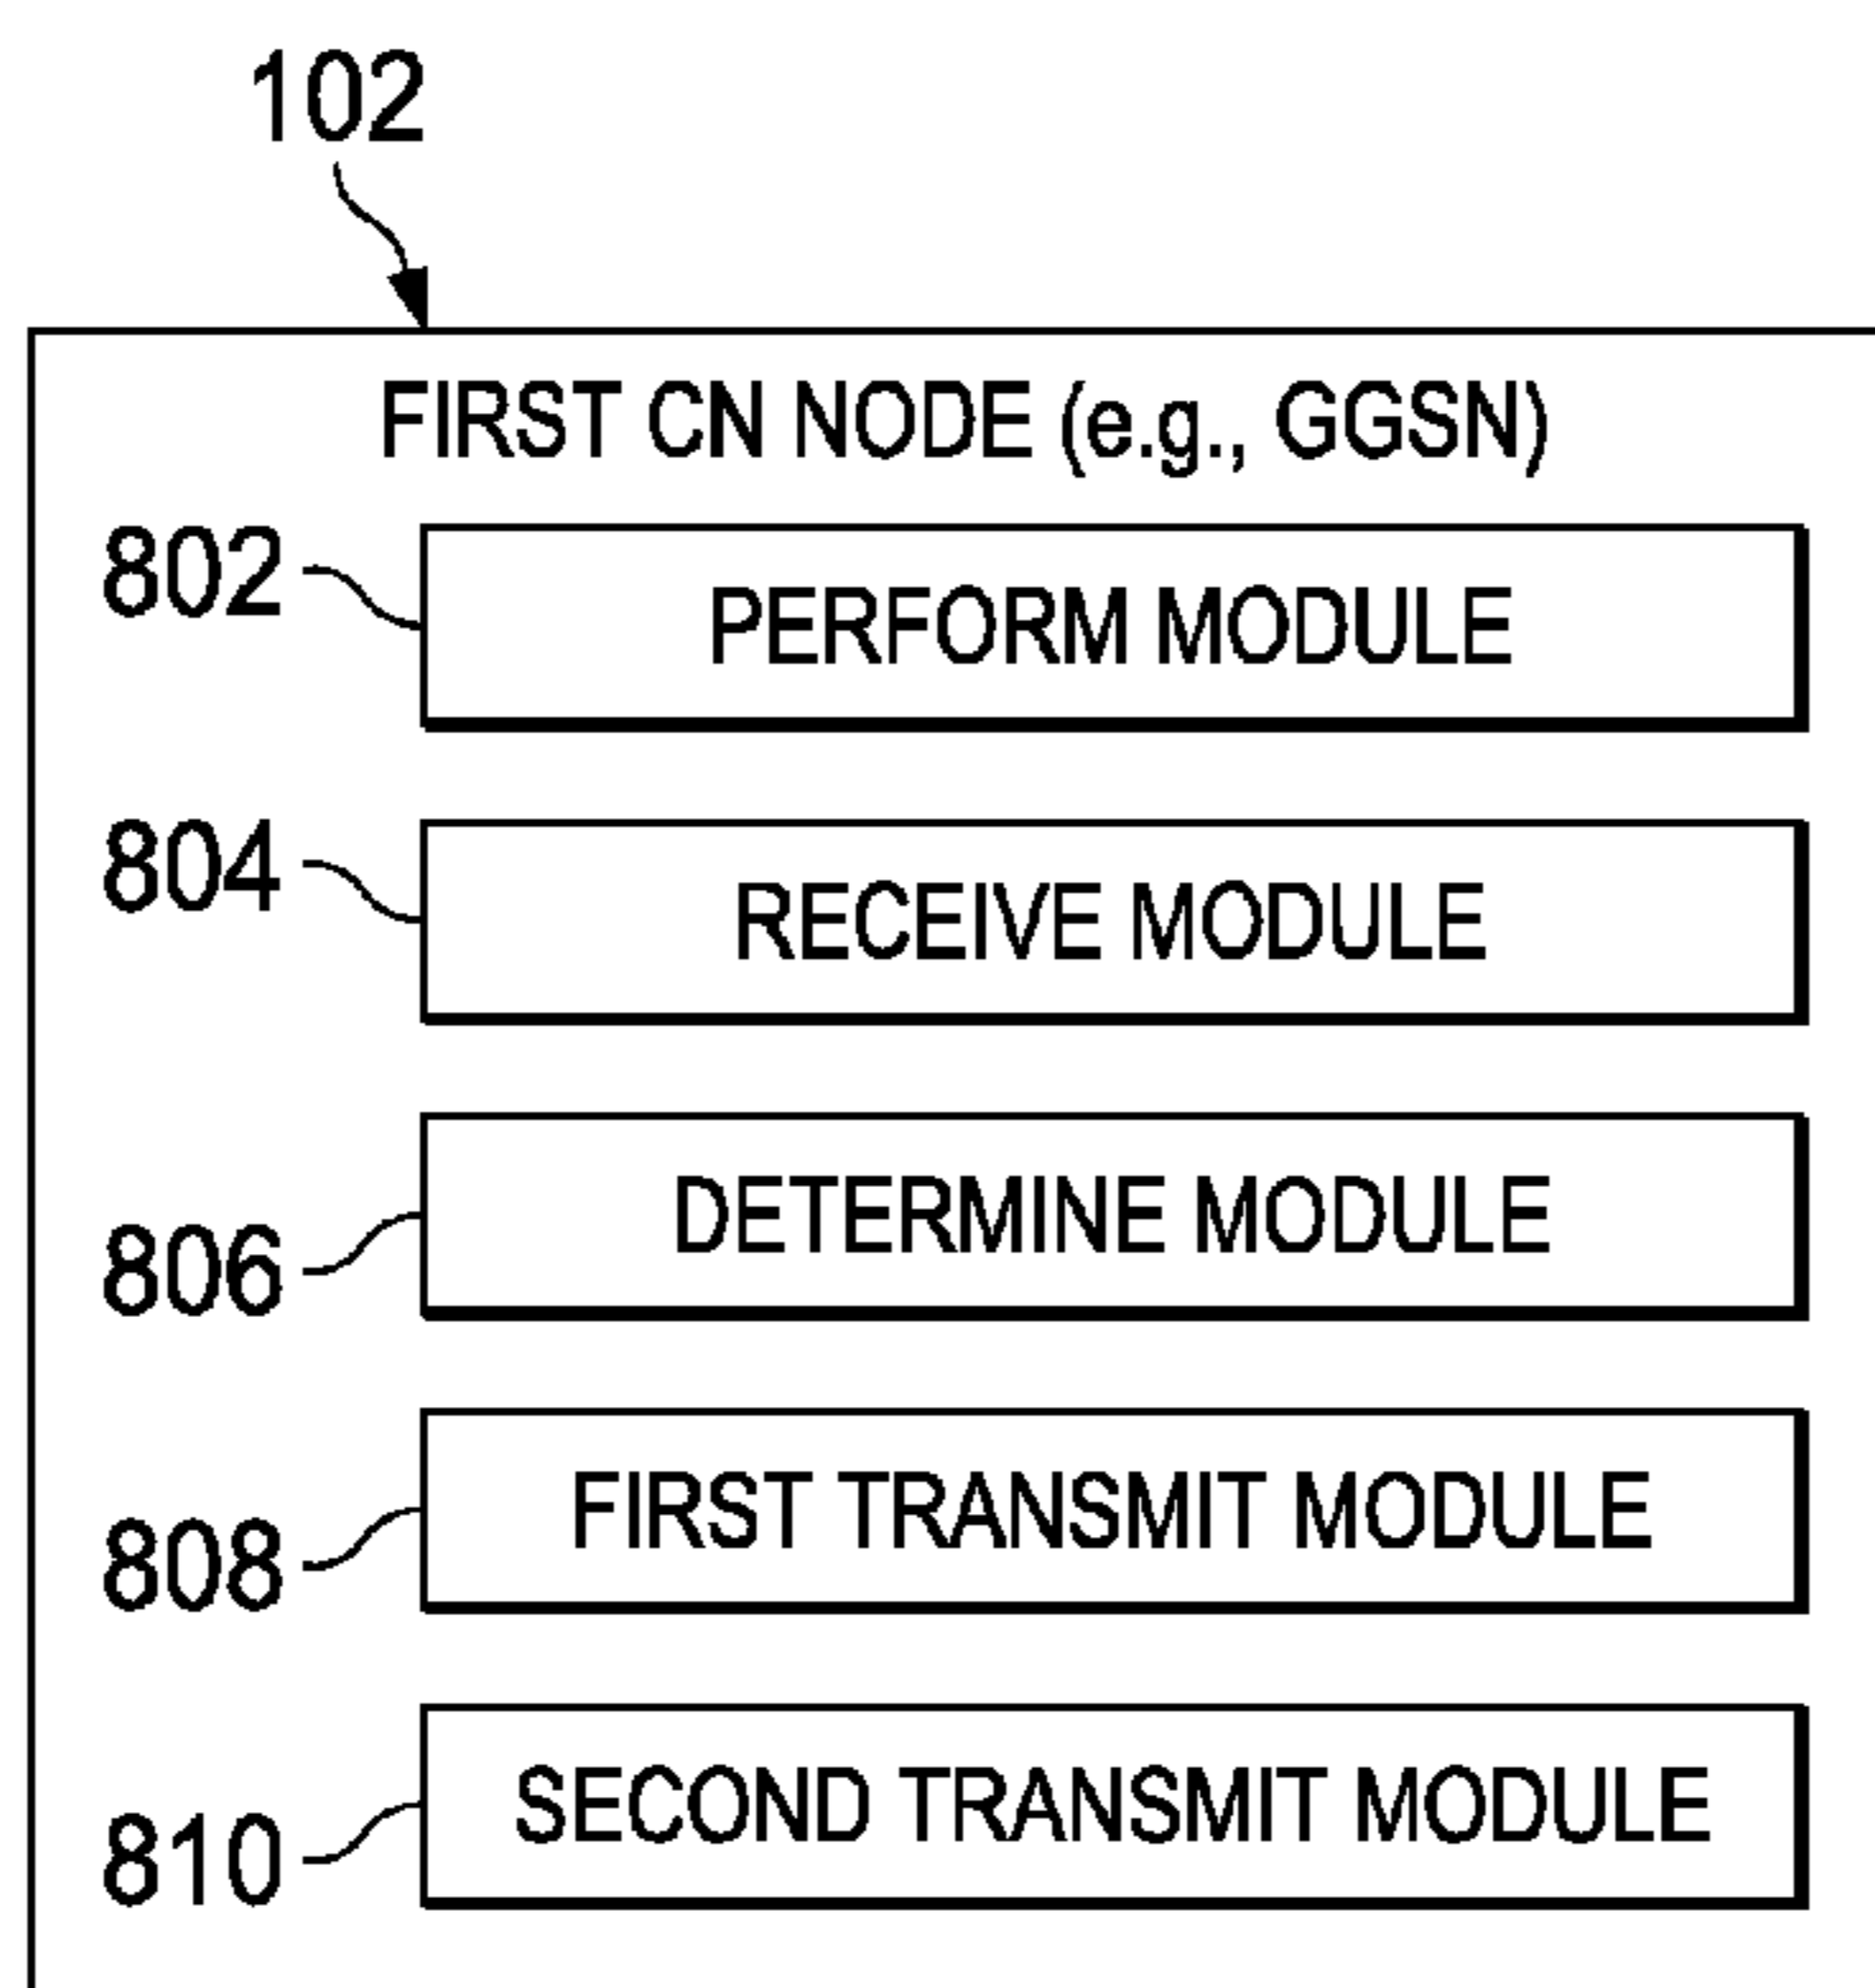 102
FIRST CN NODE (e.g., GGSN)
802
PERFORM MODULE
804
RECEIVE MODULE
806
DETERMINE MODULE
808
FIRST TRANSMIT MODULE
810
SECOND TRANSMIT MODULE